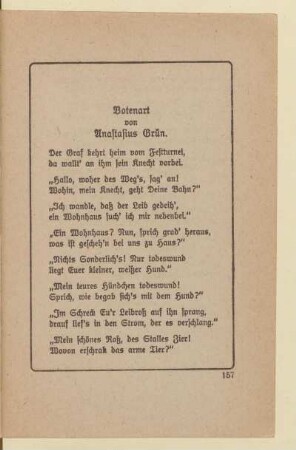 Botenart
von
Anastasius Grün.
Der Graf kehrt heim vom Festturnei,
da wallt' an ihm sein Knecht vorbei.
„Hallo, woher des Weg's, sag' an!
Wohin, mein Knecht, geht Deine Bahn?“
„Ich wandle, daß der Leib gedeih',
ein Wohnhaus such' ich mir nebenbei.“
„Ein Wohnhaus? Nun, sprich grad' heraus,
was ist gescheh'n bei uns zu Haus?“
„Nichts Sonderlich's! Nur todeswund
liegt Euer kleiner, weißer Hund.“
„Mein teures Hündchen todeswund!
Sprich, wie begab sich's mit dem Hund?“
„Im Schreck Eu'r Leibroß auf ihn sprang,
drauf lief's in den Strom, der es verschlang.“
„Mein schönes Roß, des Stalles Zier!
Wovon erschrak das arme Tier?“
157